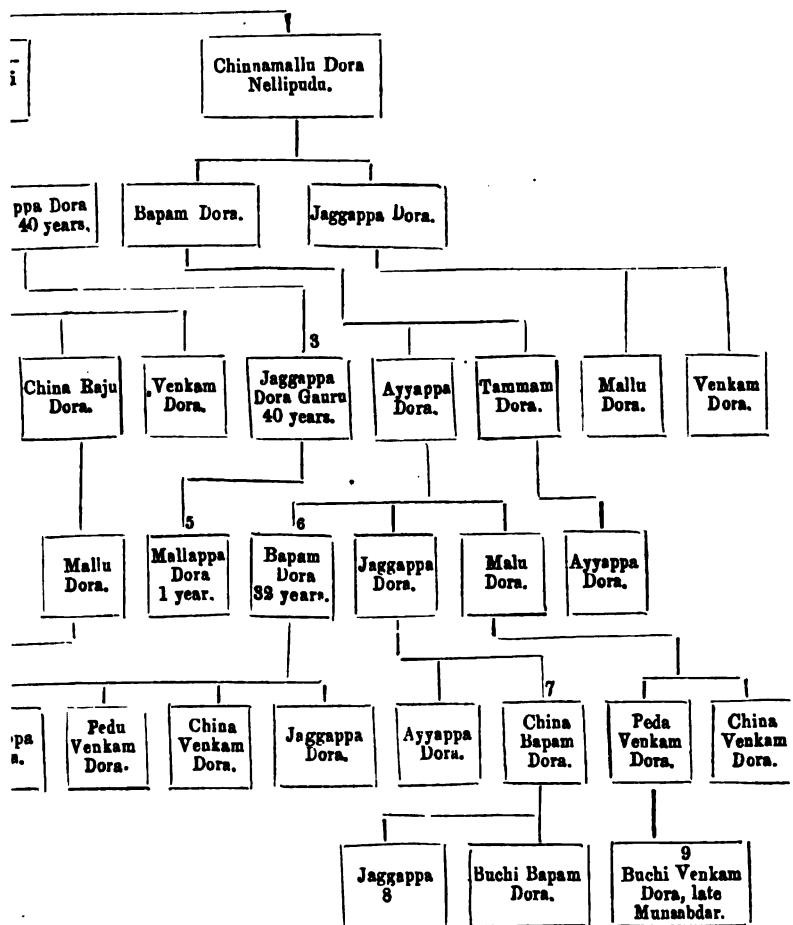 Chinnamallu Dora
Nellipudu.
ppa Dora
40 years.
Bapam Dora.
Jaggappa Dora.
China Raju
Dora.
Venkam
Dora.
3
Jaggappa
Dora Gauru
40 years.
Ayyappa
Dora.
Tammam
Dora.
Mallu
Dora.
Venkam
Dora.
Mallu
Dora.
5
Mallappa
Dora
1 year.
6
Bapam
Dora
32 years.
Jaggappa
Dora.
Malu
Dora.
Ayyappa
Dora.
ppa
a.
Pedu
Venkam
Dora.
China
Venkam
Dora.
Jaggappa
Dora.
Ayyappa
Dora.
7
China
Bapam
Dora.
Peda
Venkam
Dora.
China
Venkam
Dora.
Jaggappa
8
Buchi Bapam
Dora.
9
Buchi Venkam
Dora, late
Munsabdar.